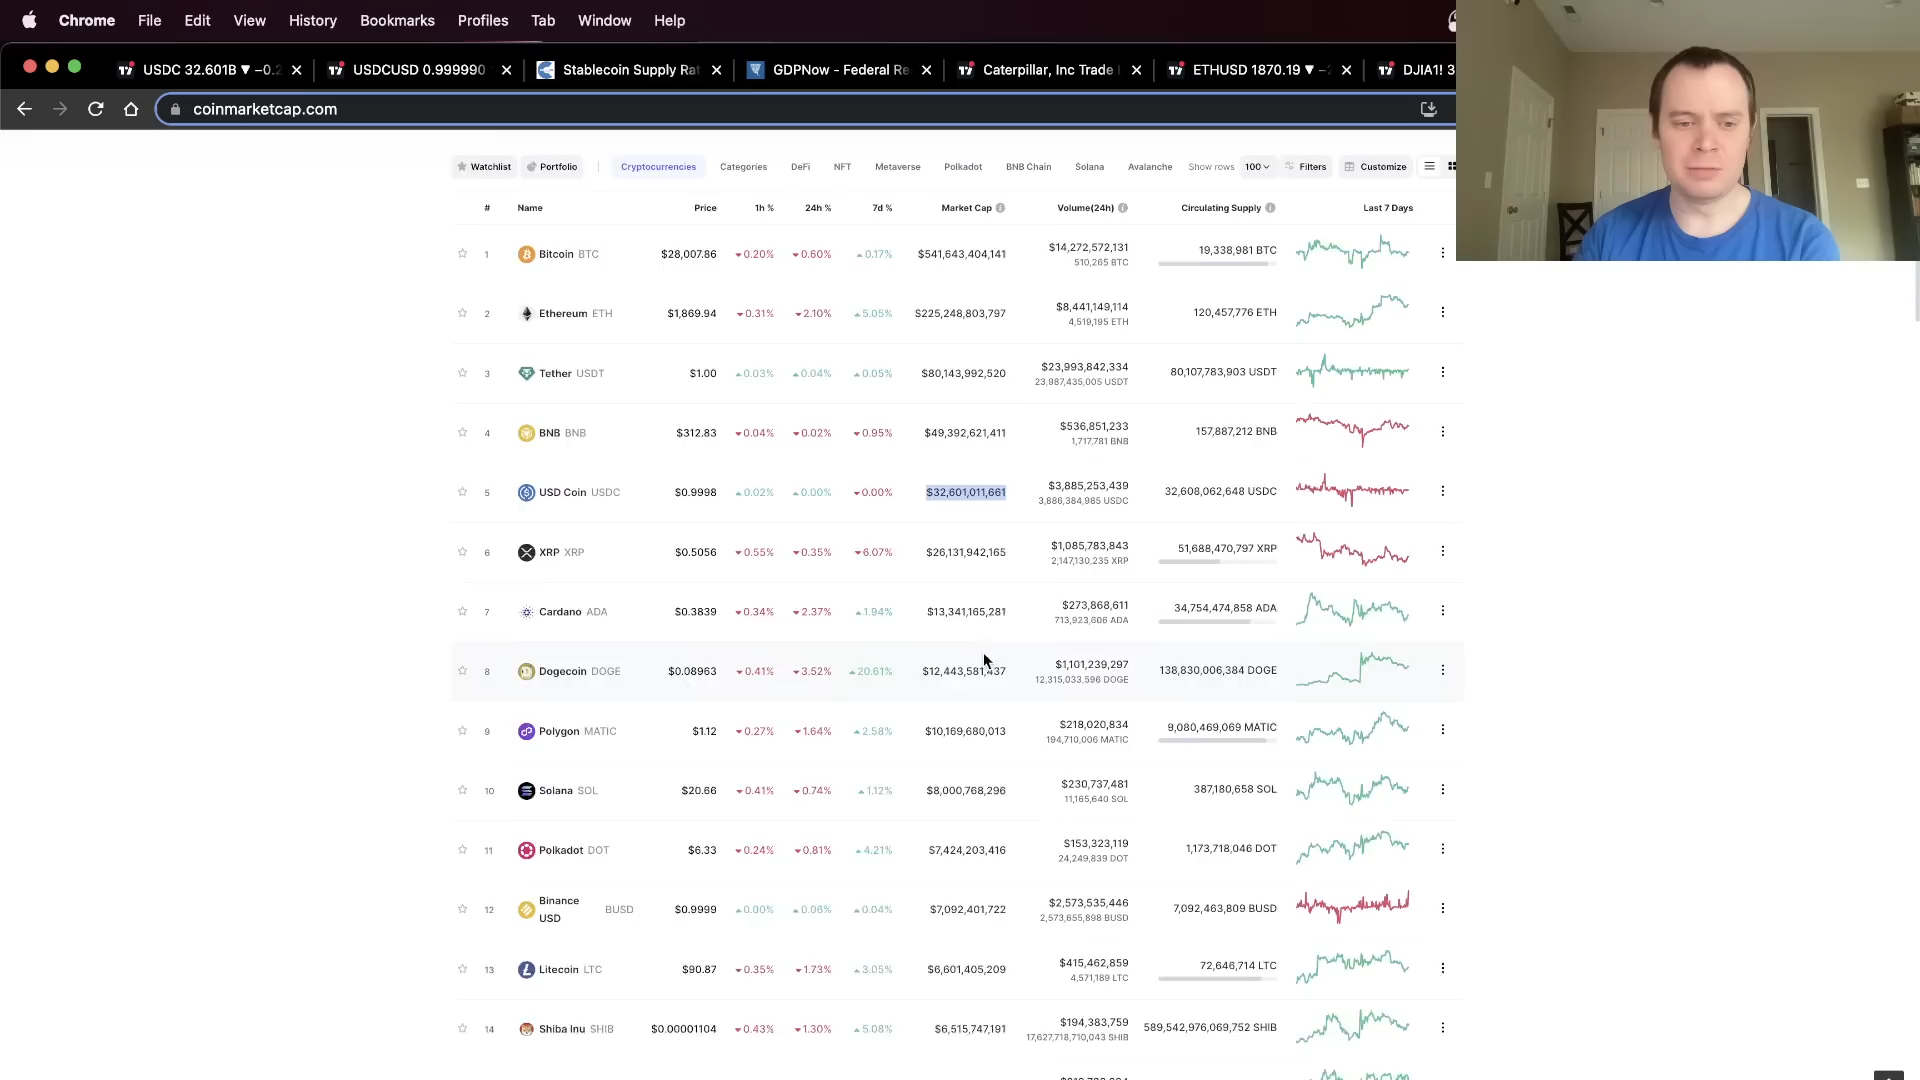 Chrome File Edit View History Bookmarks Profiles Tab Window Help
USDC 32.601B ▼ −0.2 USDCUSD 0.999990 Stablecoin Supply Rat GDPNow - Federal Re Caterpillar, Inc Trade ETHUSD 1870.19 ▼ −2 DJIA1! 3
coinmarketcap.com
Watchlist Portfolio Cryptocurrencies Categories DeFi NFT Metaverse Polkadot BNB Chain Solana Avalanche Show rows 100 Filters Customize
# Name Price 1h % 24h % 7d % Market Cap Volume(24h) Circulating Supply Last 7 Days
1 Bitcoin BTC $28,007.86 0.20% 0.60% 0.17% $541,643,404,141 $14,272,572,131 19,338,981 BTC
510,265 BTC
2 Ethereum ETH $1,869.94 0.31% 2.10% 5.05% $225,248,803,797 $8,441,149,114 120,457,776 ETH
4,519,195 ETH
3 Tether USDT $1.00 0.03% 0.04% 0.05% $80,143,992,520 $23,993,842,334 80,107,783,903 USDT
23,987,435,005 USDT
4 BNB BNB $312.83 0.04% 0.02% 0.95% $49,392,621,411 $536,851,233 157,887,212 BNB
1,717,781 BNB
5 USD Coin USDC $0.9998 0.02% 0.00% 0.00% $32,601,011,661 $3,885,253,439 32,608,062,648 USDC
3,886,384,985 USDC
6 XRP XRP $0.5056 0.55% 0.35% 6.07% $26,131,942,165 $1,085,783,843 51,688,470,797 XRP
2,147,130,235 XRP
7 Cardano ADA $0.3839 0.34% 2.37% 1.94% $13,341,165,281 $273,868,611 34,754,474,858 ADA
713,923,606 ADA
8 Dogecoin DOGE $0.08963 0.41% 3.52% 20.61% $12,443,581,437 $1,101,239,297 138,830,006,384 DOGE
12,315,033,596 DOGE
9 Polygon MATIC $1.12 0.27% 1.64% 2.58% $10,169,680,013 $218,020,834 9,080,469,069 MATIC
194,710,006 MATIC
10 Solana SOL $20.66 0.41% 0.74% 1.12% $8,000,768,296 $230,737,481 387,180,658 SOL
11,165,640 SOL
11 Polkadot DOT $6.33 0.24% 0.81% 4.21% $7,424,203,416 $153,323,119 1,173,718,046 DOT
24,249,839 DOT
12 Binance USD BUSD $0.9999 0.00% 0.06% 0.04% $7,092,401,722 $2,573,535,446 7,092,463,809 BUSD
2,573,655,898 BUSD
13 Litecoin LTC $90.87 0.35% 1.73% 3.05% $6,601,405,209 $415,462,859 72,646,714 LTC
4,571,189 LTC
14 Shiba Inu SHIB $0.00001104 0.43% 1.30% 5.08% $6,515,747,191 $194,383,759 589,542,976,069,752 SHIB
17,627,718,710,043 SHIB